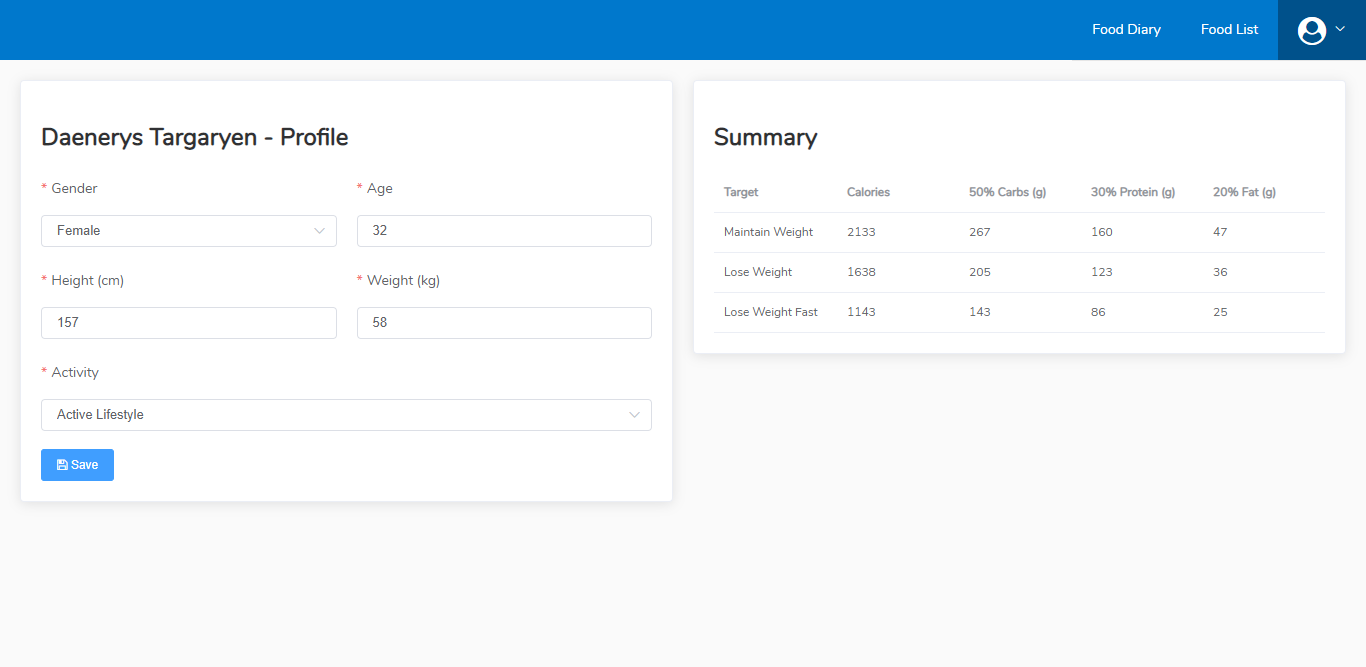 Food Diary Food List
Daenerys Targaryen - Profile
* Gender * Age
Female 32
* Height (cm) * Weight (kg)
157 58
* Activity
Active Lifestyle
Save
Summary
Target Calories 50% Carbs (g) 30% Protein (g) 20% Fat (g)
Maintain Weight 2133 267 160 47
Lose Weight 1638 205 123 36
Lose Weight Fast 1143 143 86 25